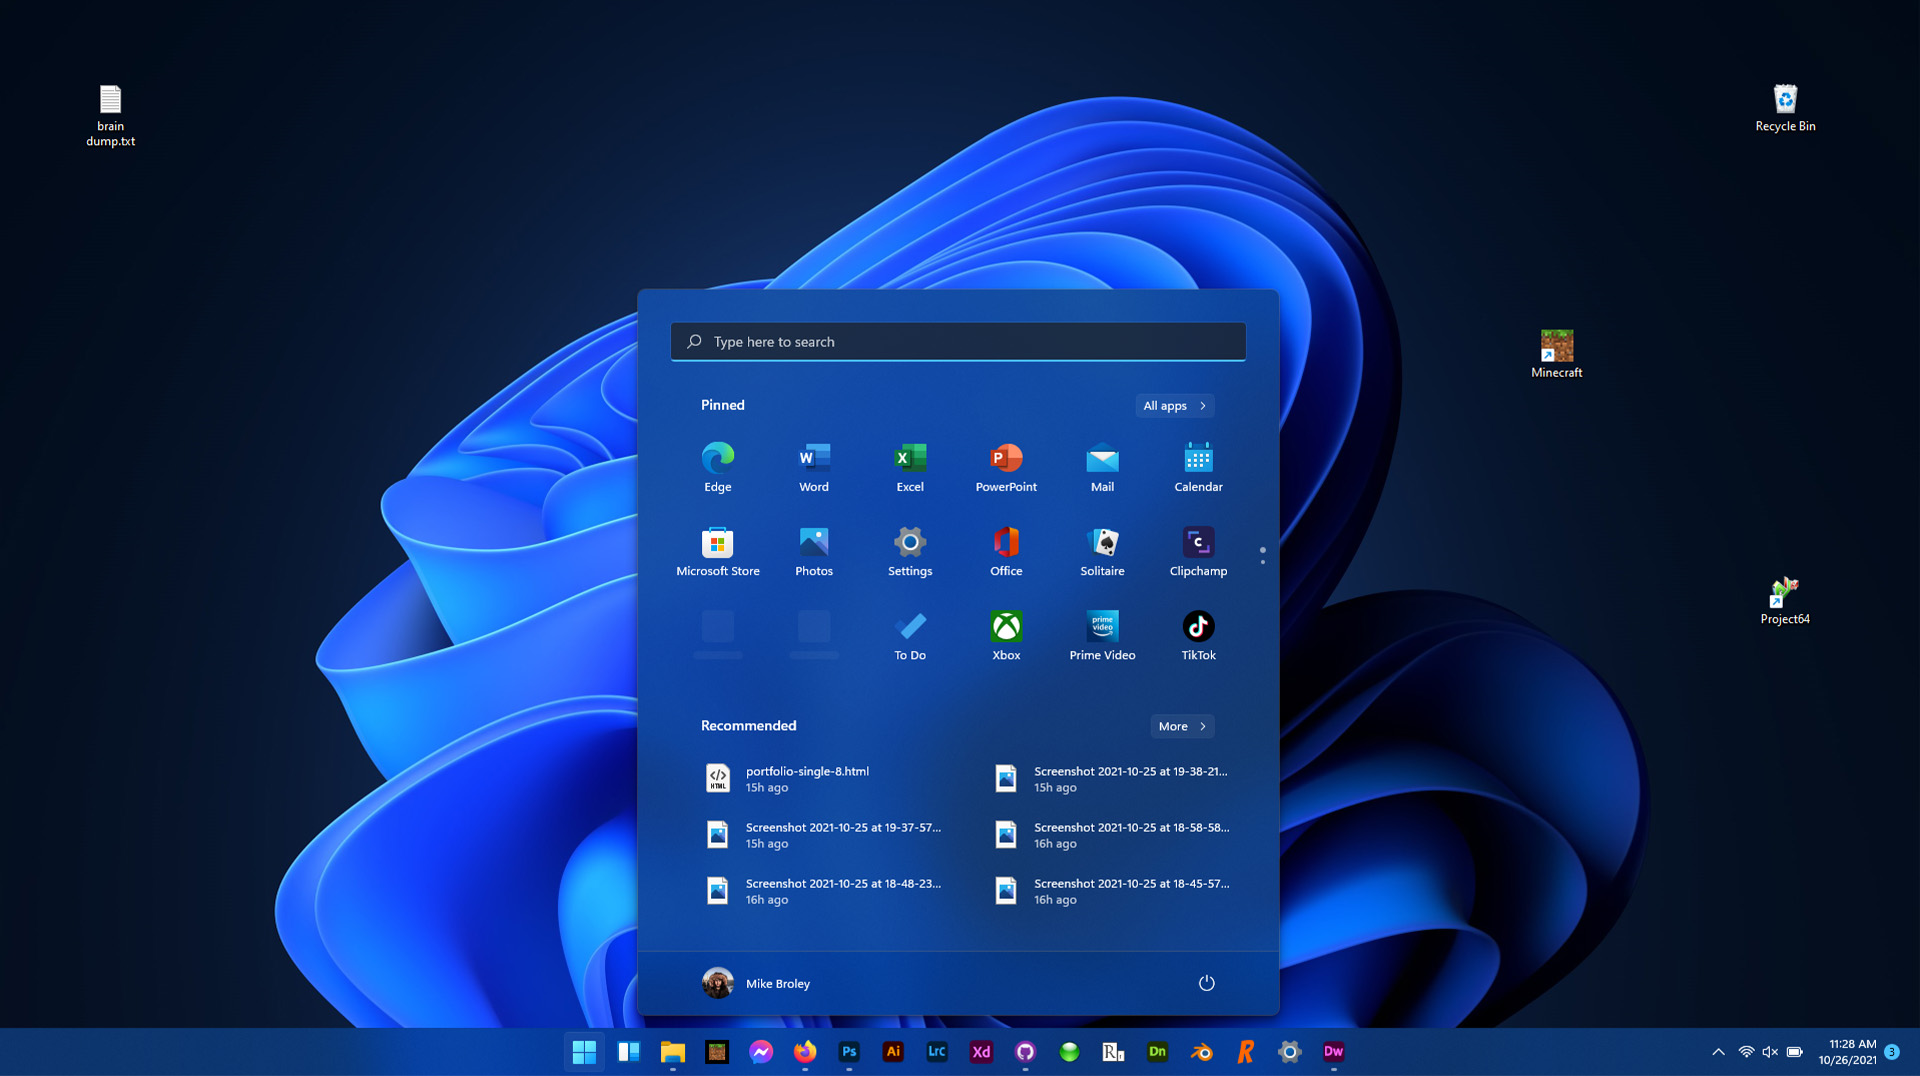 brain
dump.txt
Recycle Bin
Minecraft
Project64
Type here to search
Pinned
All apps
Edge
Word
Excel
PowerPoint
Mail
Calendar
Microsoft Store
Photos
Settings
Office
Solitaire
Clipchamp
To Do
Xbox
prime
video
Prime Video
TikTok
Recommended
More
portfolio-single-8.html
15h ago
Screenshot 2021-10-25 at 19-38-21...
15h ago
Screenshot 2021-10-25 at 19-37-57...
15h ago
Screenshot 2021-10-25 at 18-58-58...
16h ago
Screenshot 2021-10-25 at 18-48-23...
16h ago
Screenshot 2021-10-25 at 18-45-57...
16h ago
HTML
Mike Broley
Ps
Ai
Lrc
Xd
Dn
Dw
11:28 AM
10/26/2021
3